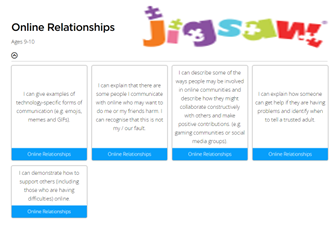 Online Relationships
jigsaw
Ages 9-10
I can give examples of
technology-specific forms of
communication (e.g. emojis,
memes and GIFs).
Online Relationships
I can explain that there
are some people I communicate
with online who may want to
do me or my friends harm. I
can recognise that this is not
my / our fault.
Online Relationships
I can describe some of the
ways people may be involved
in online communities and
describe how they might
collaborate constructively
with others and make
positive contributions. (e.g.
gaming communities or social
media groups).
Online Relationships
I can explain how someone
can get help if they are having
problems and identify when
to tell a trusted adult.
Online Relationships
I can demonstrate how to
support others (including
those who are having
difficulties) online.
Online Relationships